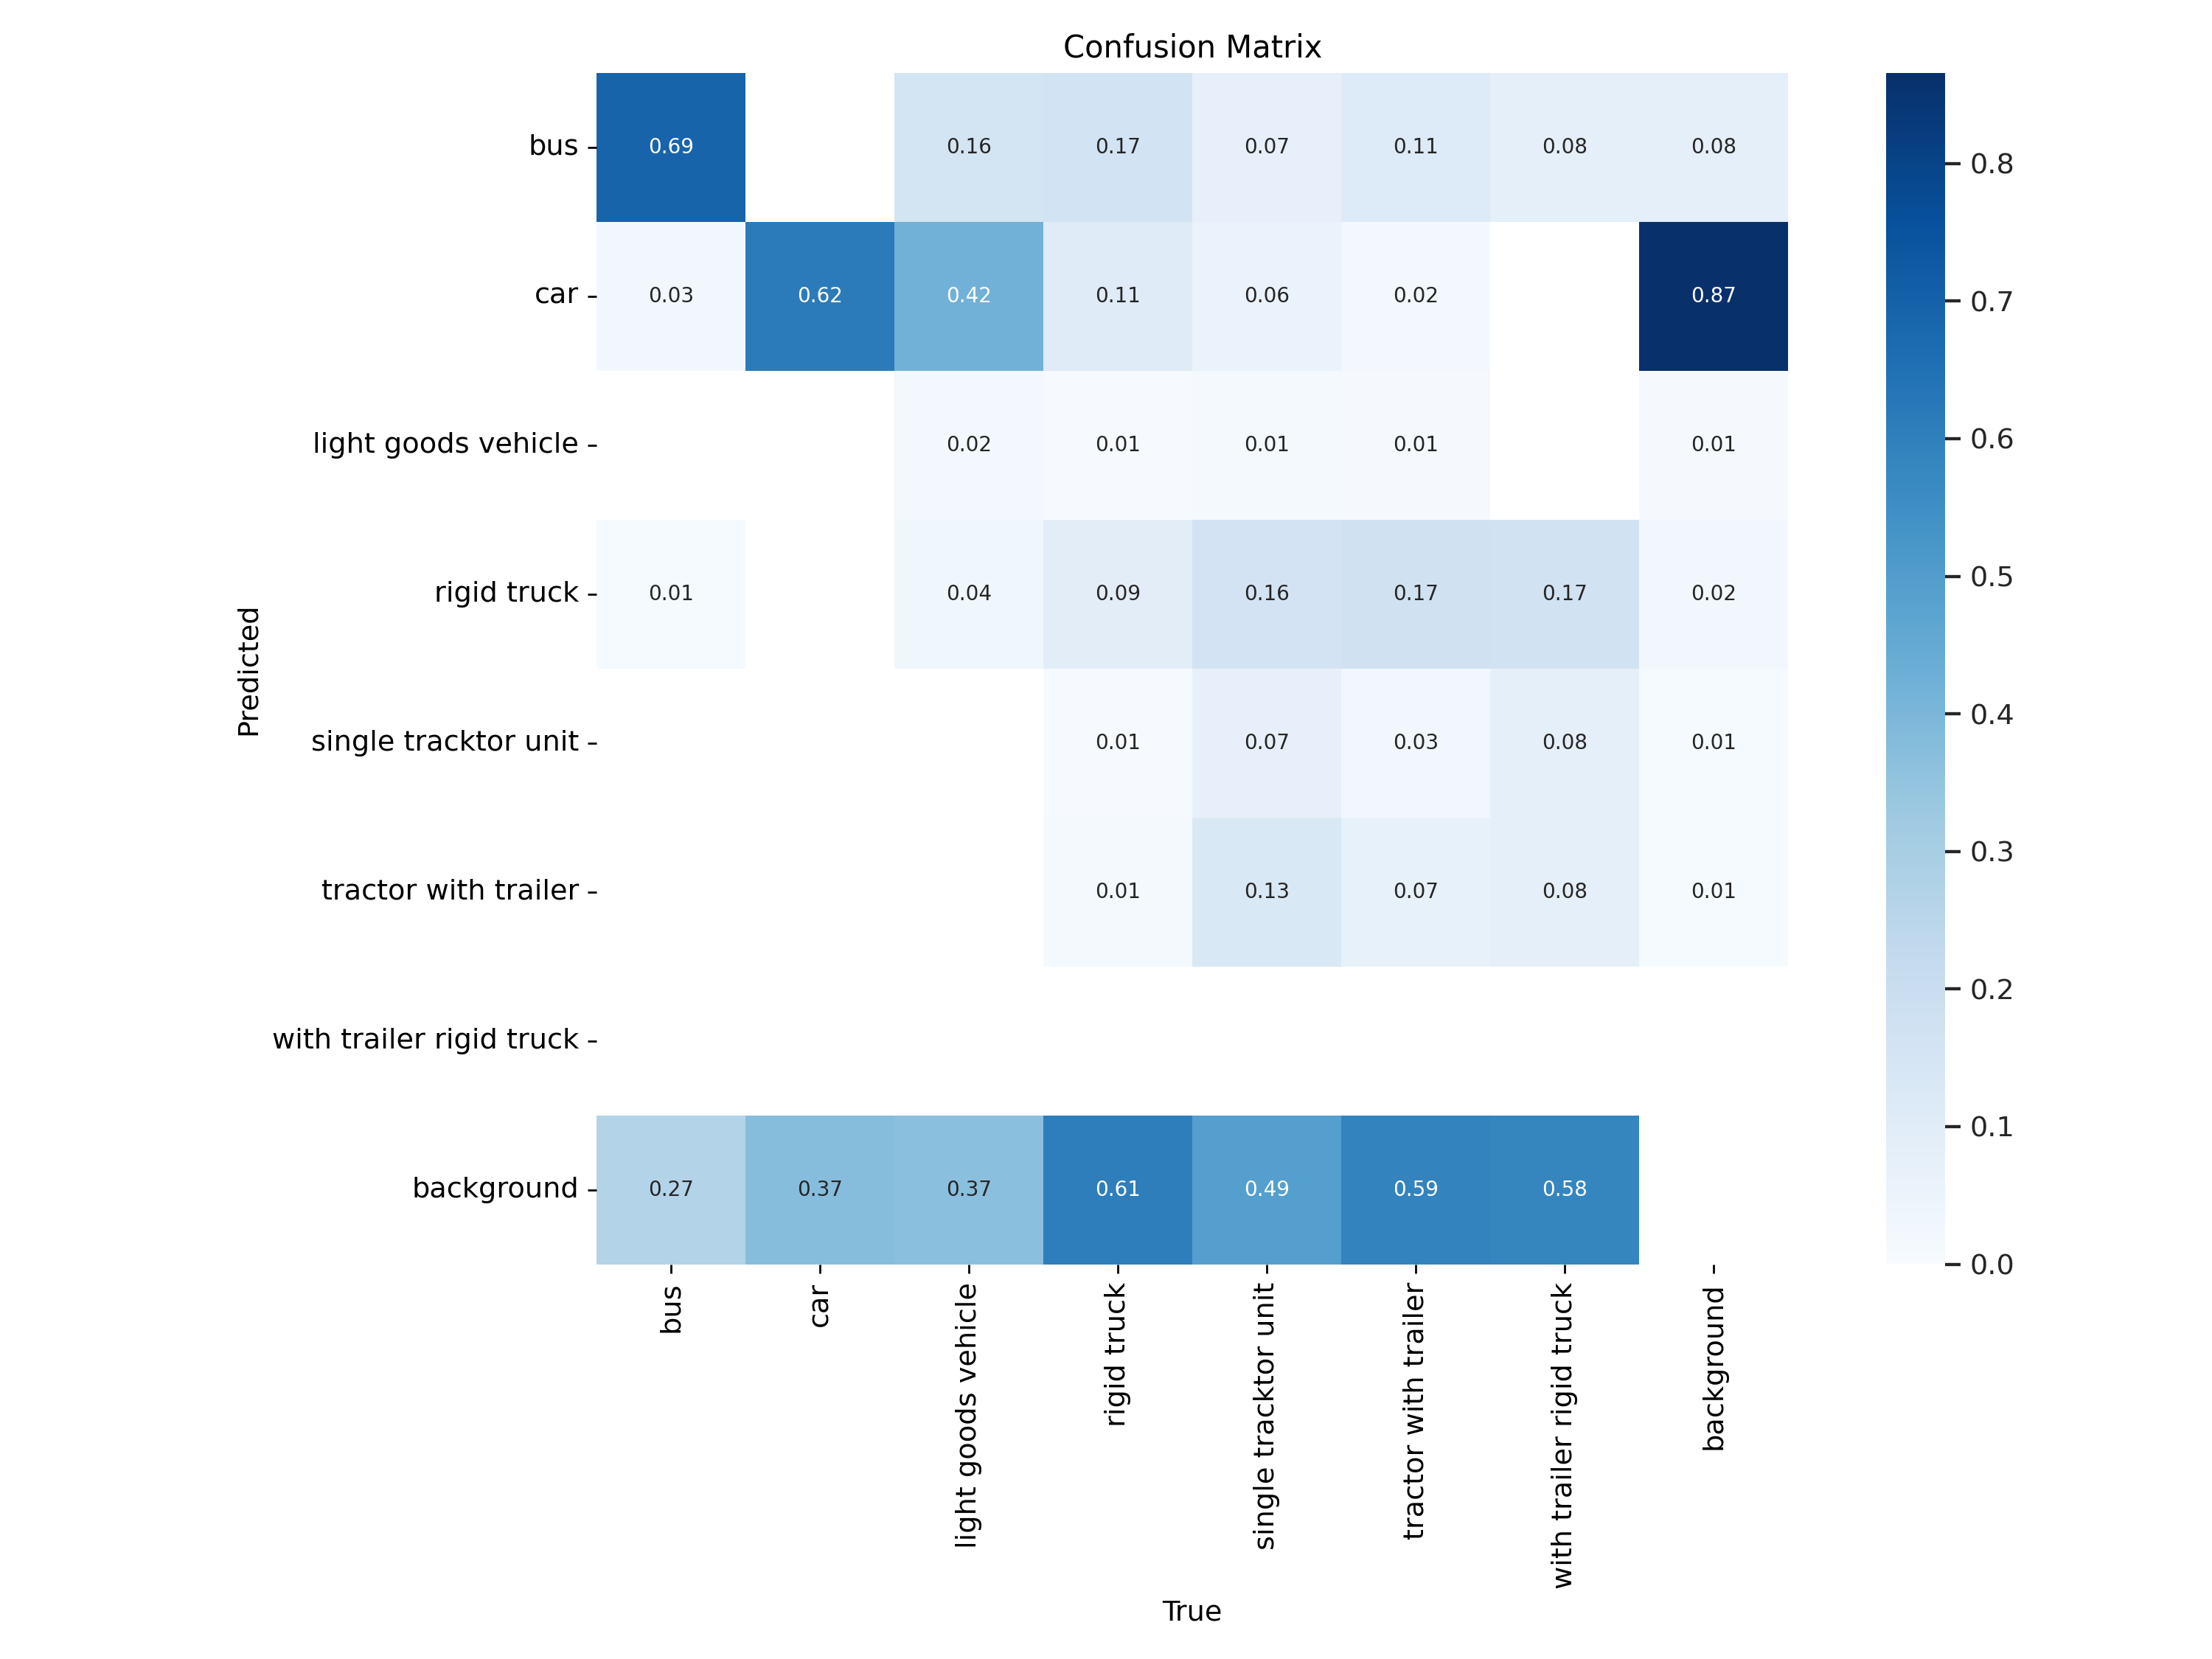 Confusion Matrix
bus 0.69 0.16 0.17 0.07 0.11 0.08 0.08
car 0.03 0.62 0.42 0.11 0.06 0.02 0.87
light goods vehicle 0.02 0.01 0.01 0.01 0.01
rigid truck 0.01 0.04 0.09 0.16 0.17 0.17 0.02
single tracktor unit 0.01 0.07 0.03 0.08 0.01
tractor with trailer 0.01 0.13 0.07 0.08 0.01
with trailer rigid truck
background 0.27 0.37 0.37 0.61 0.49 0.59 0.58
Predicted
bus
car
light goods vehicle
rigid truck
single tracktor unit
tractor with trailer
with trailer rigid truck
background
True
0.8
0.7
0.6
0.5
0.4
0.3
0.2
0.1
0.0